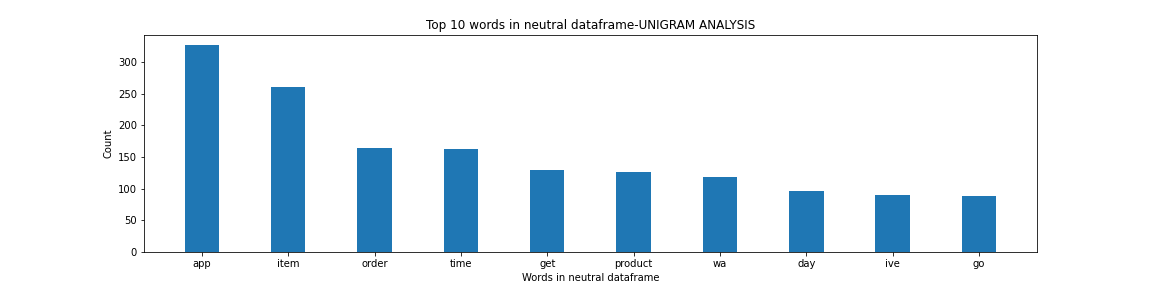 Top 10 words in neutral dataframe-UNIGRAM ANALYSIS
300
250
200
150
100
50
0
Count
app item order time get product wa day ive go
Words in neutral dataframe